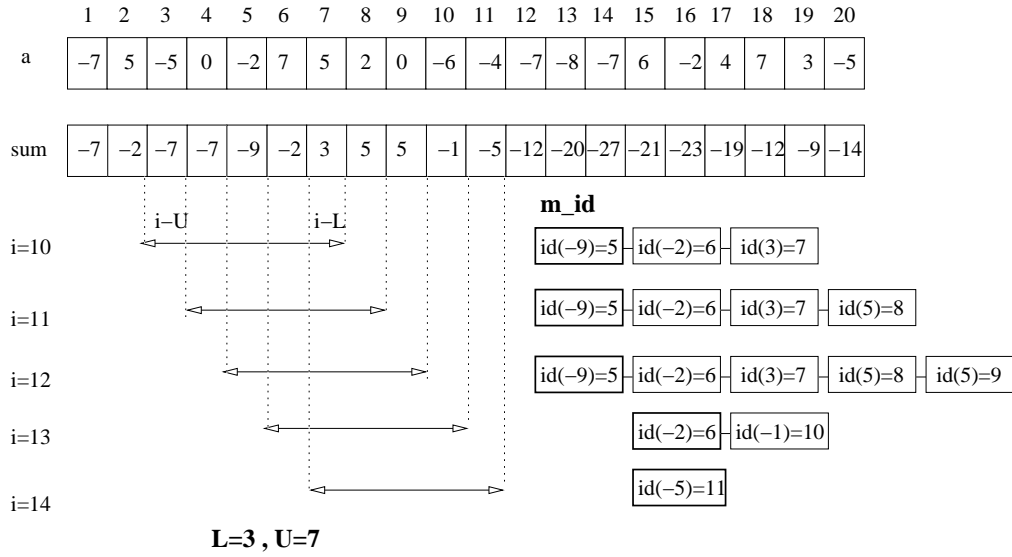 1 2 3 4 5 6 7 8 9 10 11 12 13 14 15 16 17 18 19 20
a −7 5 −5 0 −2 7 5 2 0 −6 −4 −7 −8 −7 6 −2 4 7 3 −5
sum −7 −2 −7 −7 −9 −2 3 5 5 −1 −5 −12 −20 −27 −21 −23 −19 −12 −9 −14
m_id
i−U i−L
i=10 id(−9)=5 id(−2)=6 id(3)=7
i=11 id(−9)=5 id(−2)=6 id(3)=7 id(5)=8
i=12 id(−9)=5 id(−2)=6 id(3)=7 id(5)=8 id(5)=9
i=13 id(−2)=6 id(−1)=10
i=14 id(−5)=11
L=3 , U=7